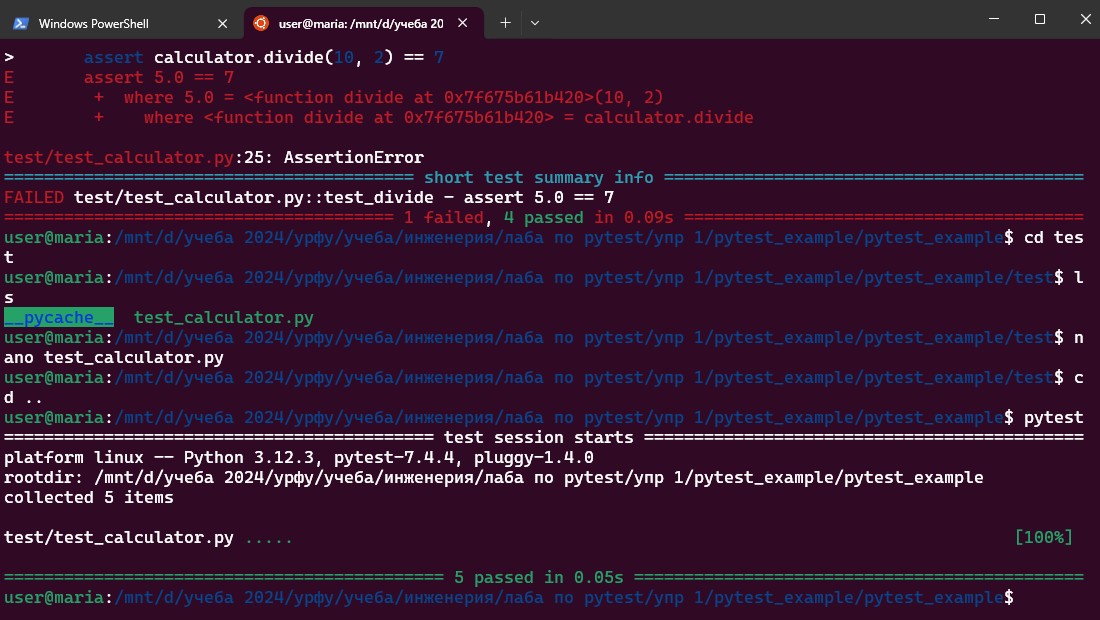 Windows PowerShell
user@maria: /mnt/d/учеба 20
>       assert calculator.divide(10, 2) == 7
E       assert 5.0 == 7
E        +  where 5.0 = <function divide at 0x7f675b61b420>(10, 2)
E        +    where <function divide at 0x7f675b61b420> = calculator.divide
test/test_calculator.py:25: AssertionError
========================================= short test summary info ==========================================
FAILED test/test_calculator.py::test_divide - assert 5.0 == 7
======================================= 1 failed, 4 passed in 0.09s ========================================
user@maria:/mnt/d/учеба 2024/урфу/учеба/инженерия/лаба по pytest/упр 1/pytest_example/pytest_example$ cd tes
t
user@maria:/mnt/d/учеба 2024/урфу/учеба/инженерия/лаба по pytest/упр 1/pytest_example/pytest_example/test$ l
s
__pycache__  test_calculator.py
user@maria:/mnt/d/учеба 2024/урфу/учеба/инженерия/лаба по pytest/упр 1/pytest_example/pytest_example/test$ n
ano test_calculator.py
user@maria:/mnt/d/учеба 2024/урфу/учеба/инженерия/лаба по pytest/упр 1/pytest_example/pytest_example/test$ c
d ..
user@maria:/mnt/d/учеба 2024/урфу/учеба/инженерия/лаба по pytest/упр 1/pytest_example/pytest_example$ pytest
=========================================== test session starts ============================================
platform linux -- Python 3.12.3, pytest-7.4.4, pluggy-1.4.0
rootdir: /mnt/d/учеба 2024/урфу/учеба/инженерия/лаба по pytest/упр 1/pytest_example/pytest_example
collected 5 items
test/test_calculator.py ..... [100%]
============================================ 5 passed in 0.05s =============================================
user@maria:/mnt/d/учеба 2024/урфу/учеба/инженерия/лаба по pytest/упр 1/pytest_example/pytest_example$